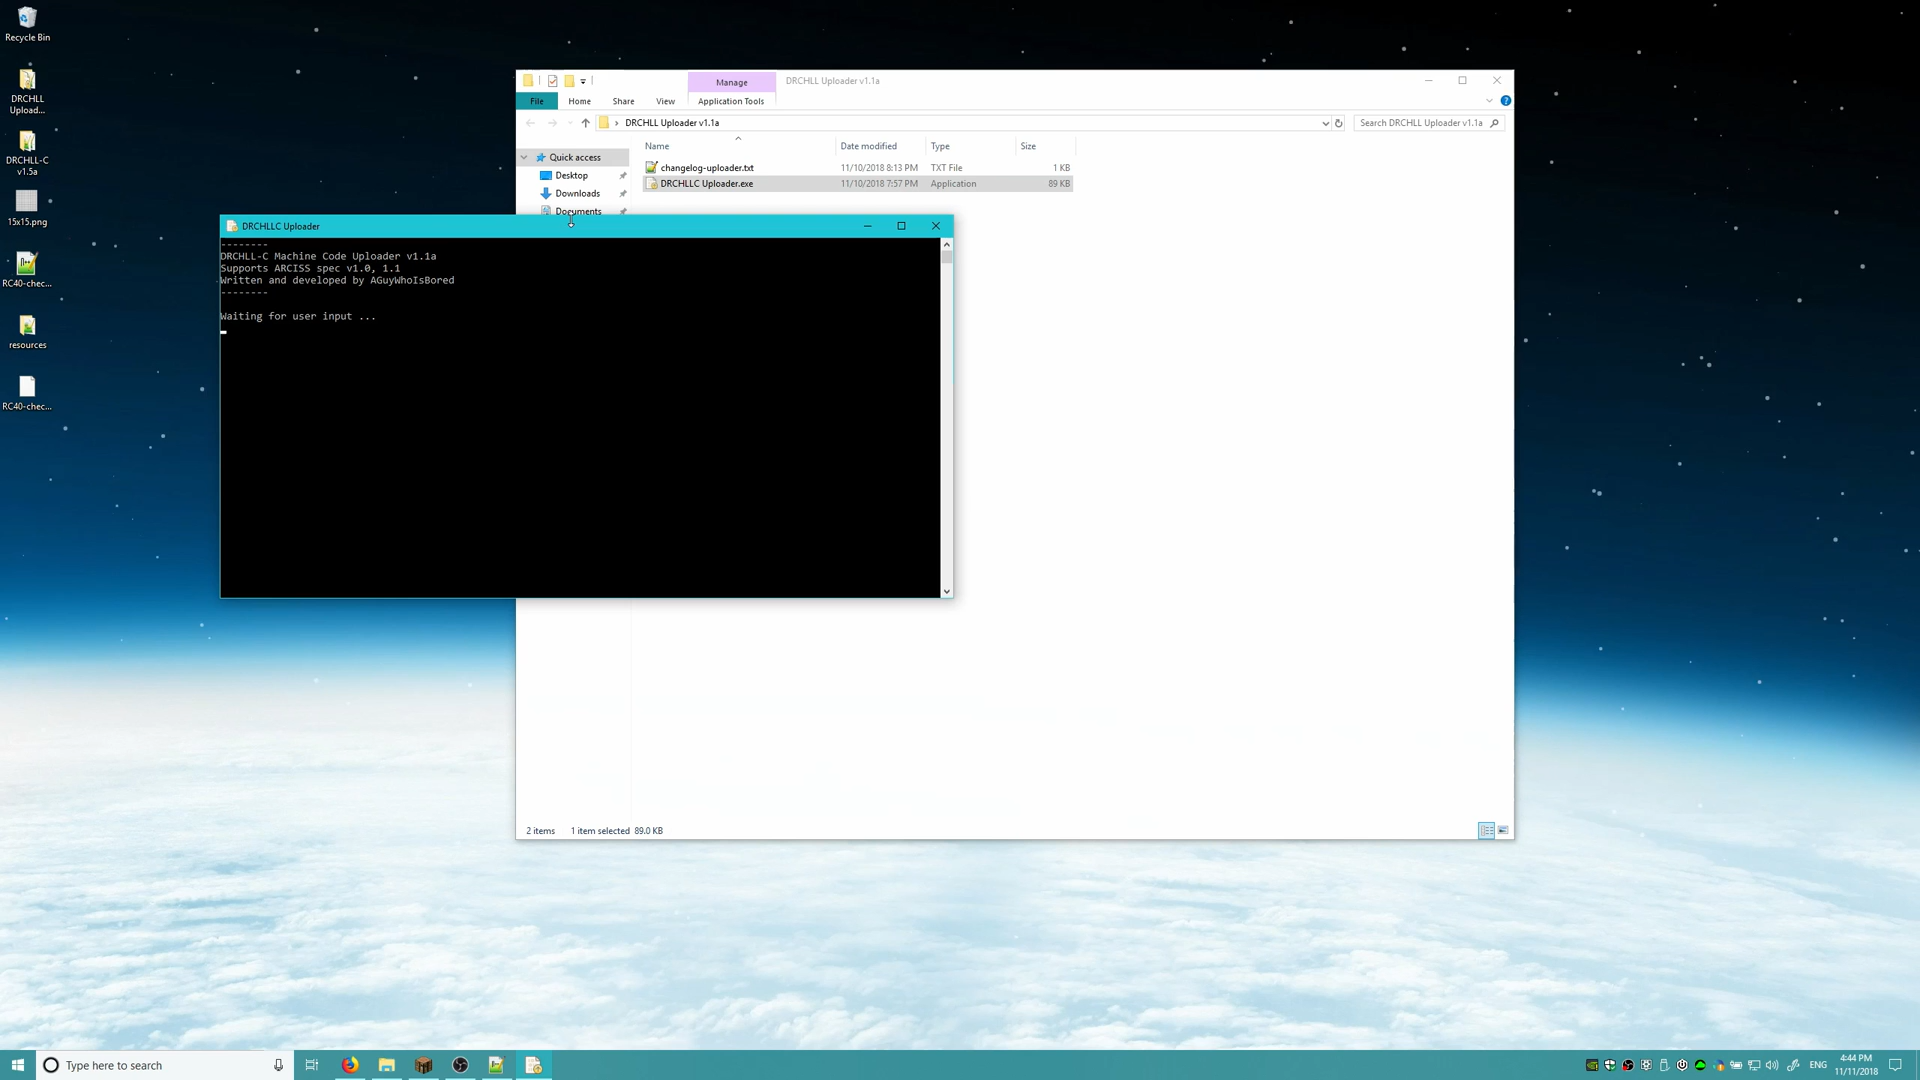 Recycle Bin
DRCHLL
Upload...
DRCHLL-C
v1.5a
15x15.png
RC40-chec...
resources
RC40-chec...
Manage
DRCHLL Uploader v1.1a
File
Home
Share
View
Application Tools
DRCHLL Uploader v1.1a
Search DRCHLL Uploader v1.1a
Name
Date modified
Type
Size
Quick access
Desktop
Downloads
Documents
changelog-uploader.txt
11/10/2018 8:13 PM
TXT File
1 KB
DRCHLLC Uploader.exe
11/10/2018 7:57 PM
Application
89 KB
DRCHLLC Uploader
--------
DRCHLL-C Machine Code Uploader v1.1a
Supports ARCISS spec v1.0, 1.1
Written and developed by AGuyWhoIsBored
--------
Waiting for user input ...
2 items
1 item selected 89.0 KB
Type here to search
ENG
4:44 PM
11/11/2018